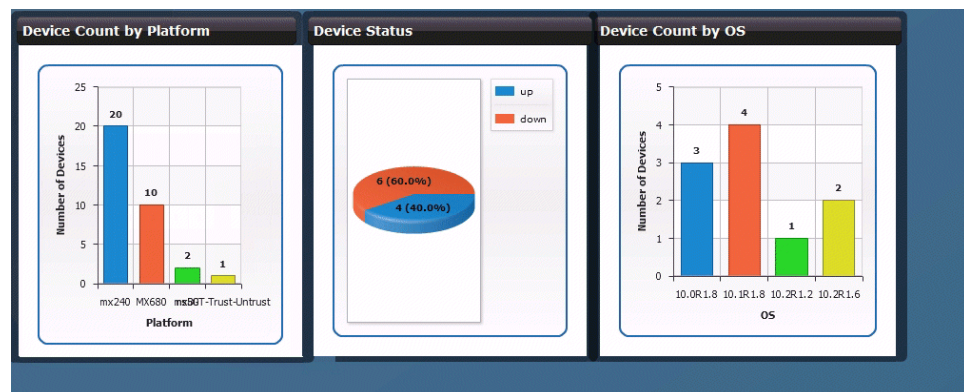 Device Count by Platform
Number of Devices
25
20
15
10
5
0
20
10
2
1
mx240 MX680 -Trust-Untrust
Platform
Device Status
up
down
6 (60.0%)
4 (40.0%)
Device Count by OS
Number of Devices
5
4
3
2
1
0
3
4
1
2
10.0R1.8 10.1R1.8 10.2R1.2 10.2R1.6
OS